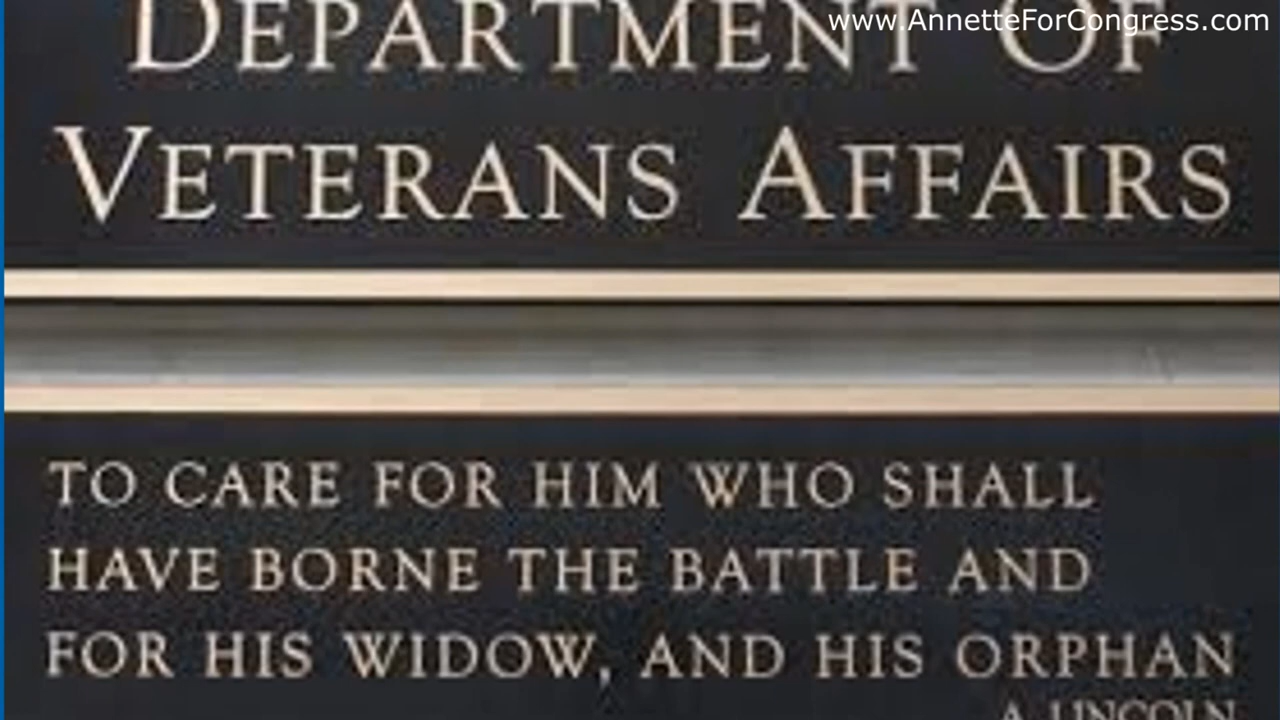 www.AnnetteForCongress.com
DEPARTMENT OF
VETERANS AFFAIRS
TO CARE FOR HIM WHO SHALL
HAVE BORNE THE BATTLE AND
FOR HIS WIDOW, AND HIS ORPHAN
A. LINCOLN